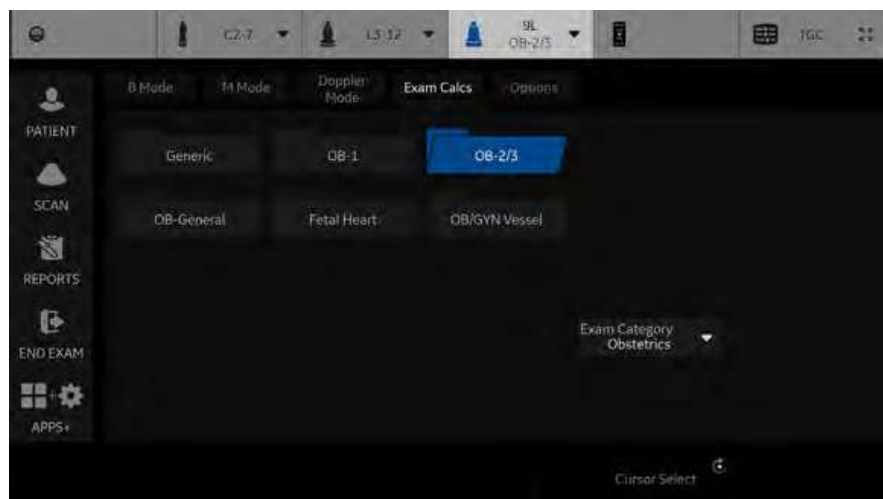 C2-7
L3-12
9L
OB-2/3
TGC
B Mode
M Mode
Doppler
Mode
Exam Calcs
Options
PATIENT
Generic
OB-1
OB-2/3
SCAN
OB-General
Fetal Heart
OB/GYN Vessel
REPORTS
END EXAM
Exam Category
Obstetrics
APPS+
Cursor Select